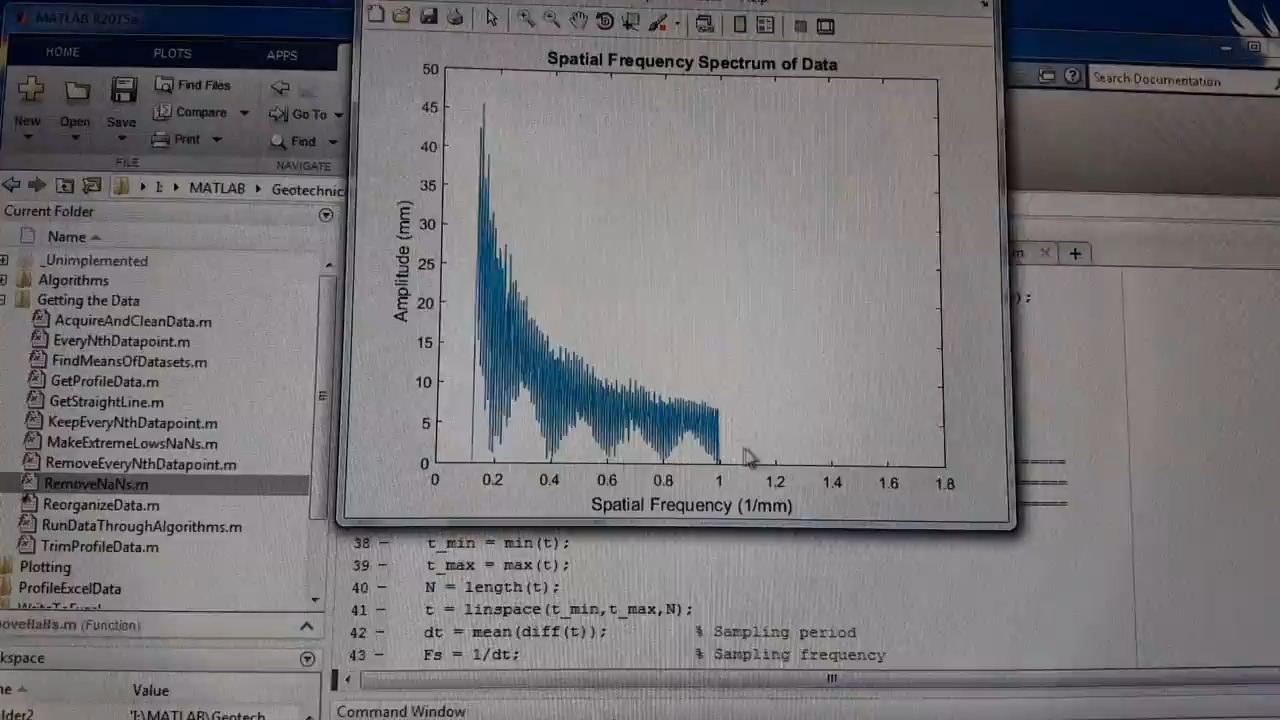 MATLAB R2015a
HOME PLOTS APPS
New Open Save Find Files
Compare
Print
Go To
Find
FILE
NAVIGATE
Search Documentation
I: MATLAB
Current Folder
Name
_Unimplemented
Algorithms
Getting the Data
AcquireAndCleanData.m
EveryNthDatapoint.m
FindMeansOfDatasets.m
GetProfileData.m
GetStraightLine.m
KeepEveryNthDatapoint.m
MakeExtremeLowsNaNs.m
RemoveEveryNthDatapoint.m
RemoveNaNs.m
ReorganizeData.m
RunDataThroughAlgorithms.m
TrimProfileData.m
Plotting
ProfileExcelData
(Function)
Value
Spatial Frequency Spectrum of Data
Amplitude (mm)
50
45
40
35
30
25
20
15
10
5
0
0 0.2 0.4 0.6 0.8 1 1.2 1.4 1.6 1.8
Spatial Frequency (1/mm)
);
38 - t_min = min(t);
39 - t_max = max(t);
40 - N = length(t);
41 - t = linspace(t_min,t_max,N);
42 - dt = mean(diff(t)); % Sampling period
43 - Fs = 1/dt; % Sampling frequency
Command Window